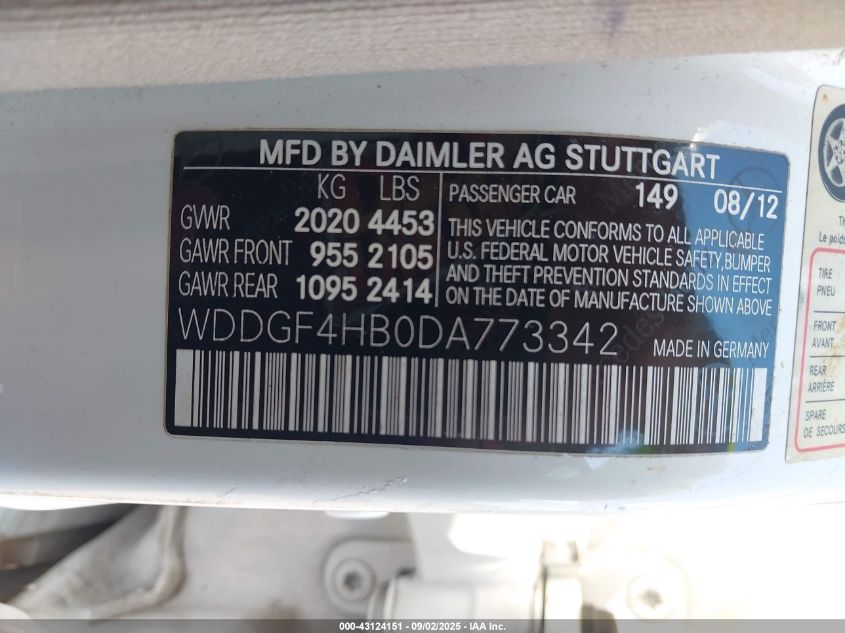 MFD BY DAIMLER AG STUTTGART
KG LBS
GVWR 2020 4453
GAWR FRONT 955 2105
GAWR REAR 1095 2414
PASSENGER CAR 149 08/12
THIS VEHICLE CONFORMS TO ALL APPLICABLE
U.S. FEDERAL MOTOR VEHICLE SAFETY,BUMPER
AND THEFT PREVENTION STANDARDS IN EFFECT
ON THE DATE OF MANUFACTURE SHOWN ABOVE
WDDGF4HB0DA773342 MADE IN GERMANY
Le poids
TIRE
PNEU
FRONT
AVANT
REAR
ARRIÈRE
SPARE
DE SECOURS
000-43124151 - 09/02/2025 - IAA Inc.